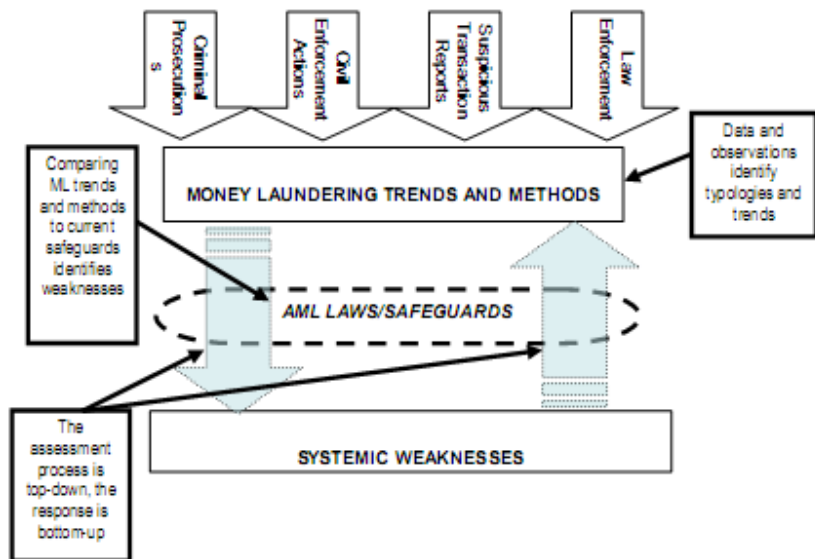 Criminal
Prosecution
s
Civil
Enforcement
Actions
Suspicious
Transaction
Reports
Law
Enforcement
Comparing
ML trends
and methods
to current
safeguards
identifies
weaknesses
MONEY LAUNDERING TRENDS AND METHODS
Data and
observations
identify
typologies and
trends
AML LAWS/SAFEGUARDS
The
assessment
process is
top-down, the
response is
bottom-up
SYSTEMIC WEAKNESSES